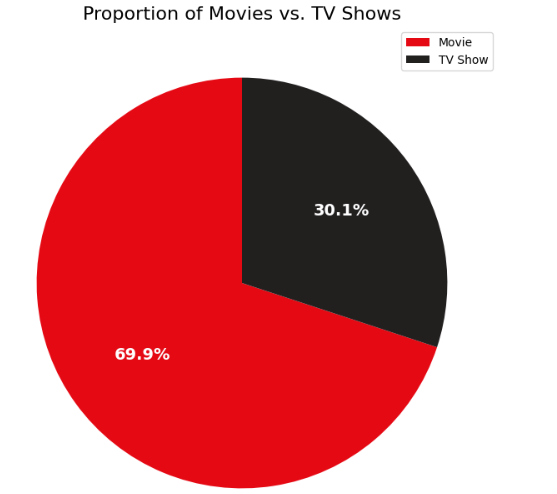 Proportion of Movies vs. TV Shows
Movie
TV Show
30.1%
69.9%